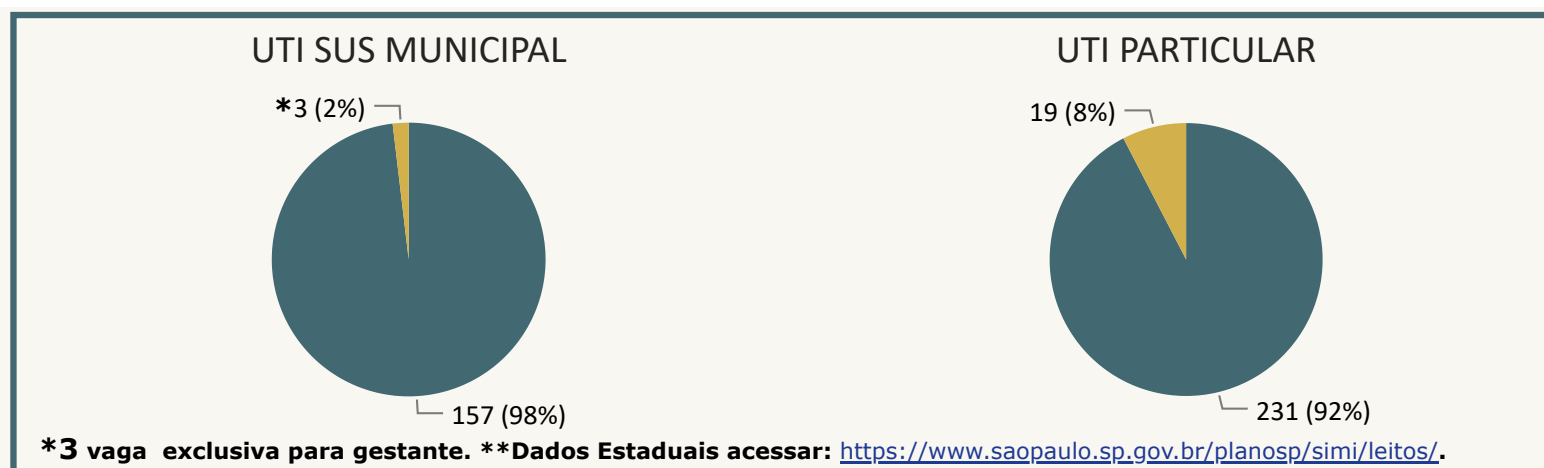 UTI SUS MUNICIPAL
*3 (2%)
157 (98%)
UTI PARTICULAR
19 (8%)
231 (92%)
*3 vaga exclusiva para gestante. **Dados Estaduais acessar: https://www.saopaulo.sp.gov.br/planosp/simi/leitos/.